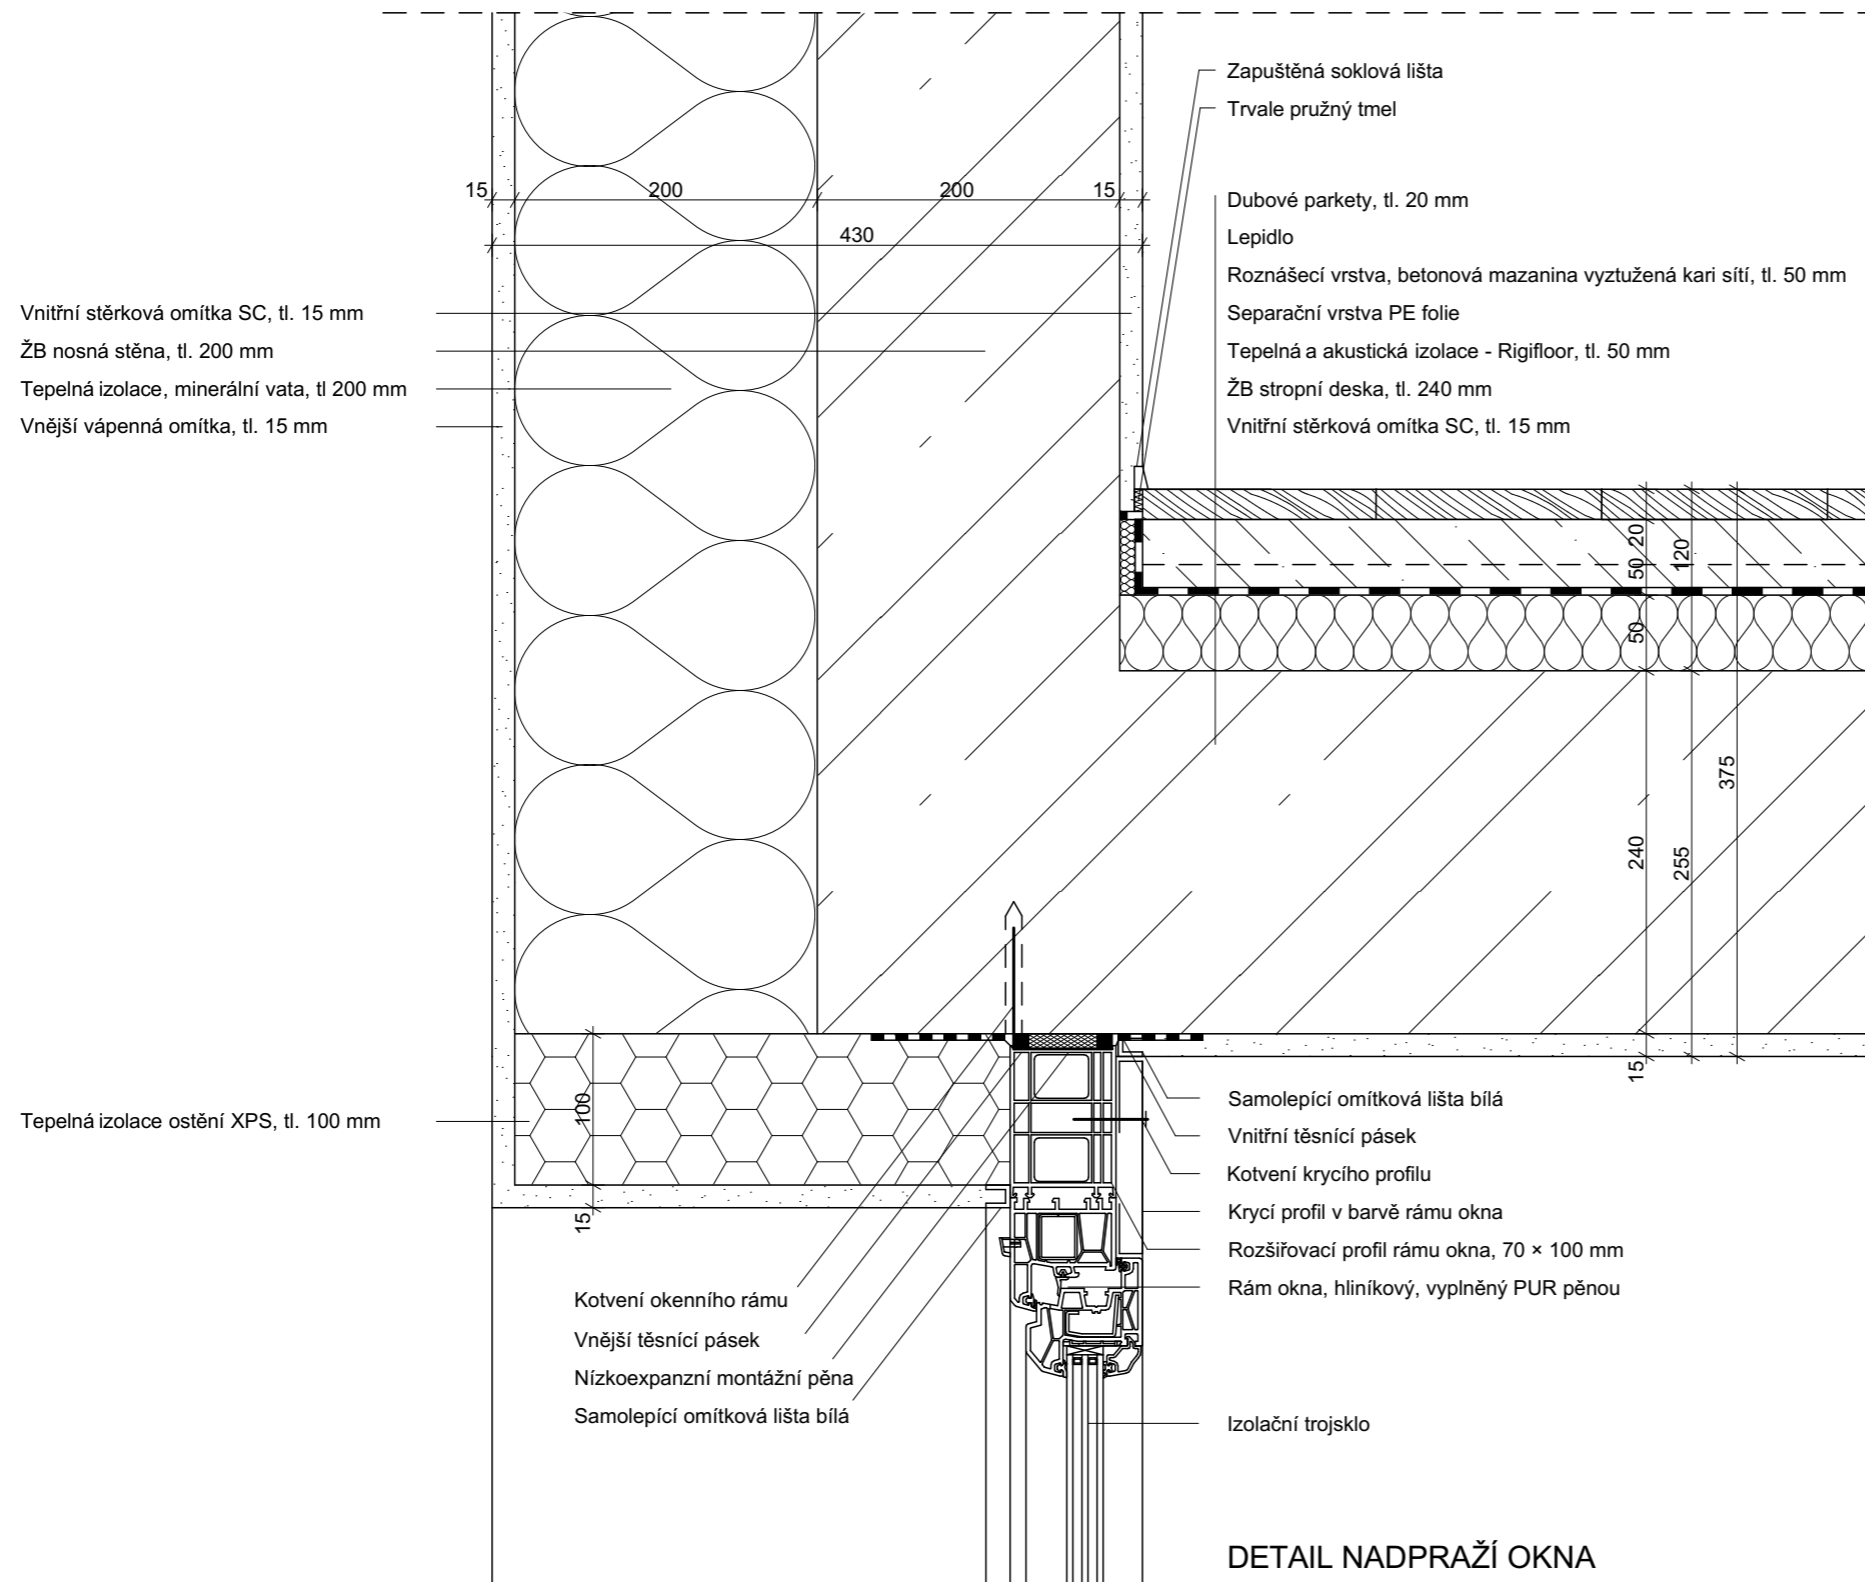 Zapuštěná soklová lišta
Trvale pružný tmel
15
200
200
15
430
Dubové parkety, tl. 20 mm
Lepidlo
Roznášecí vrstva, betonová mazanina vyztužená kari sítí, tl. 50 mm
Separační vrstva PE folie
Tepelná a akustická izolace - Rigifloor, tl. 50 mm
ŽB stropní deska, tl. 240 mm
Vnitřní stěrková omítka SC, tl. 15 mm
Vnitřní stěrková omítka SC, tl. 15 mm
ŽB nosná stěna, tl. 200 mm
Tepelná izolace, minerální vata, tl 200 mm
Vnější vápenná omítka, tl. 15 mm
20
50
120
50
375
240
255
15
Tepelná izolace ostění XPS, tl. 100 mm
100
15
Samolepící omítková lišta bílá
Vnitřní těsnící pásek
Kotvení krycího profilu
Krycí profil v barvě rámu okna
Rozšiřovací profil rámu okna, 70 × 100 mm
Rám okna, hliníkový, vyplněný PUR pěnou
Kotvení okenního rámu
Vnější těsnící pásek
Nízkoexpanzní montážní pěna
Samolepící omítková lišta bílá
Izolační trojsklo
DETAIL NADPRAŽÍ OKNA